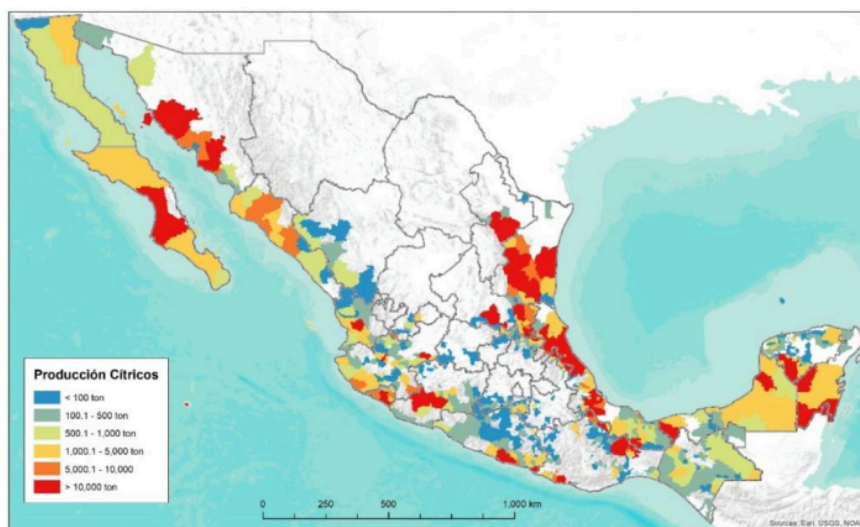 Producción Cítricos
< 100 ton
100.1 - 500 ton
500.1 - 1,000 ton
1,000.1 - 5,000 ton
5,000.1 - 10,000
> 10,000 ton
0 250 500 1,000 km
Sources: Esri, USGS, NOAA